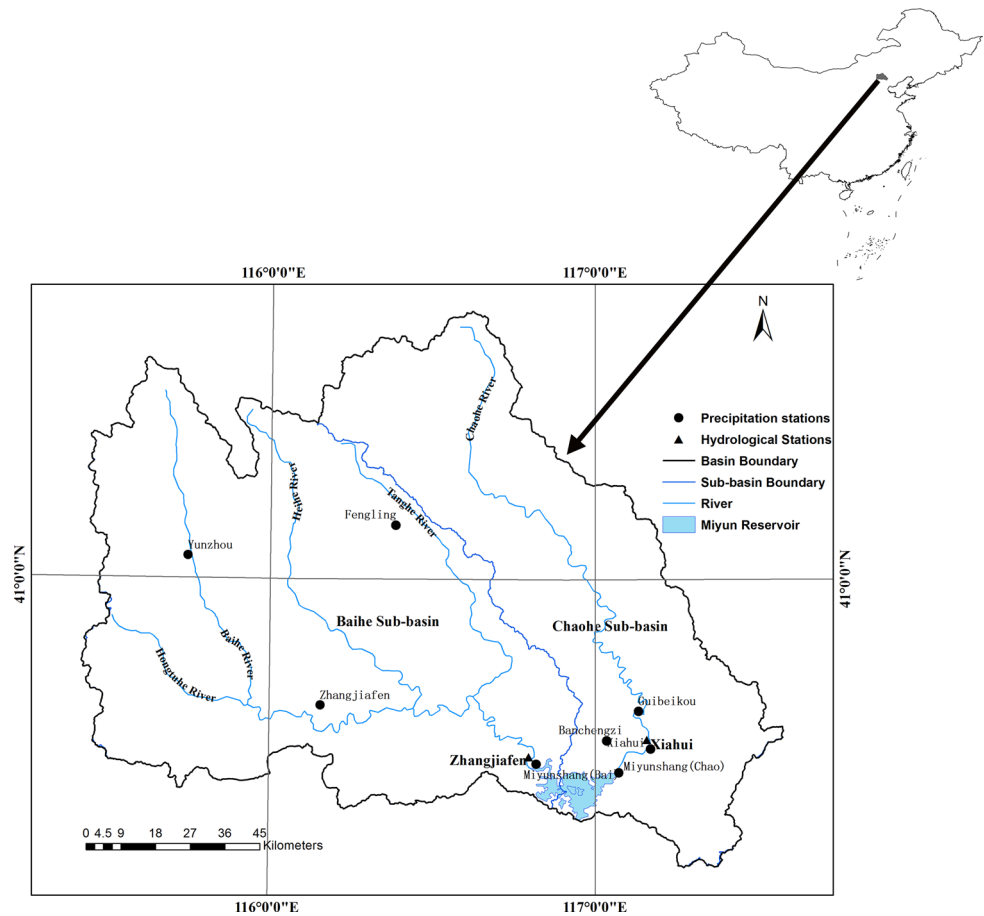 116°0'0"E
117°0'0"E
N
Chaohe River
Precipitation stations
Hydrological Stations
Basin Boundary
Sub-basin Boundary
River
Miyun Reservoir
Heihe River
Tanghe River
Fengling
Yunzhou
41°0'0"N
41°0'0"N
Baihe Sub-basin
Chaohe Sub-basin
Baihe River
Hongtuhe River
Zhangjiafen
Guibeikou
Banchengzi
Xiahui
Xiahui
Zhangjiafen
Miyunshang(Bai)
Miyunshang(Chao)
0 4.5 9 18 27 36 45
Kilometers
116°0'0"E
117°0'0"E